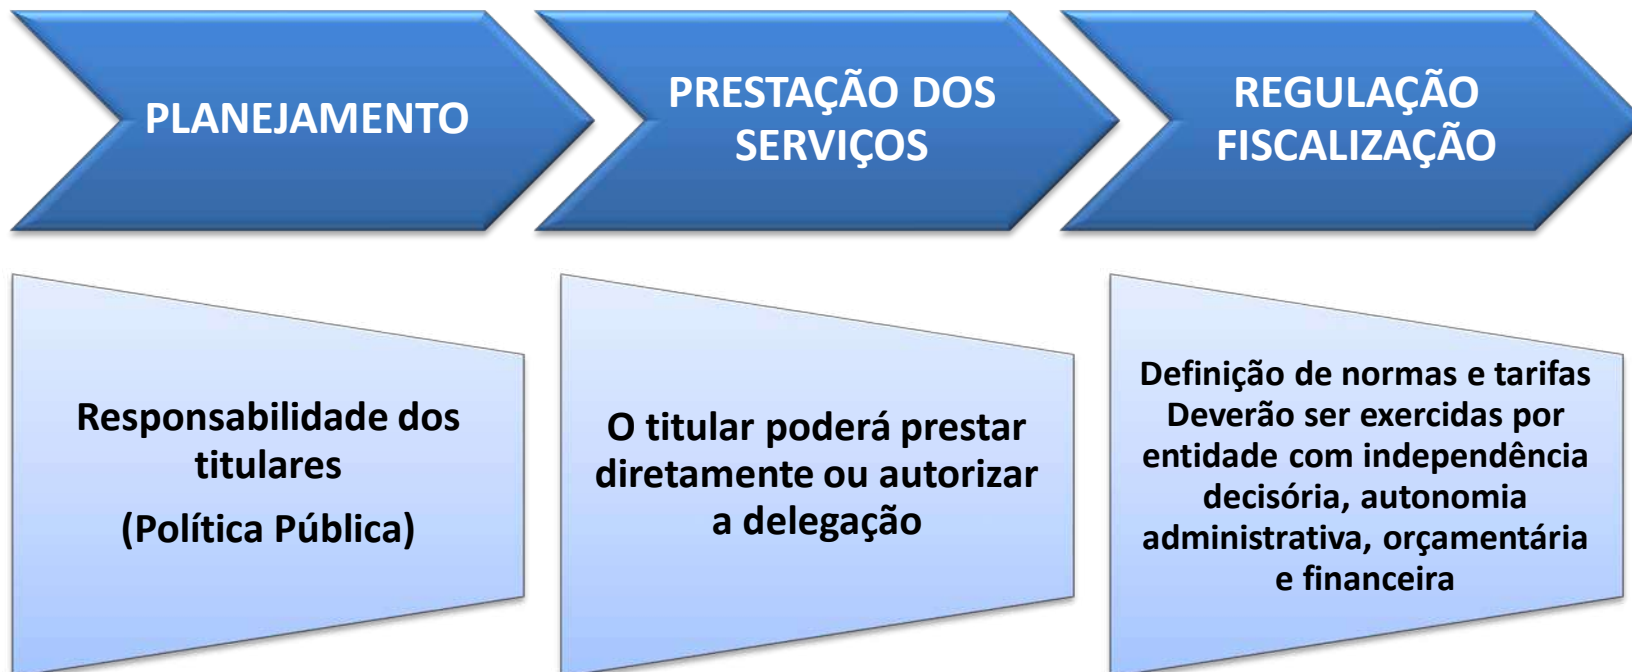 PLANEJAMENTO
PRESTAÇÃO DOS
SERVIÇOS
REGULAÇÃO
FISCALIZAÇÃO
Responsabilidade dos
titulares
(Política Pública)
O titular poderá prestar
diretamente ou autorizar
a delegação
Definição de normas e tarifas
Deverão ser exercidas por
entidade com independência
decisória, autonomia
administrativa, orçamentária
e financeira